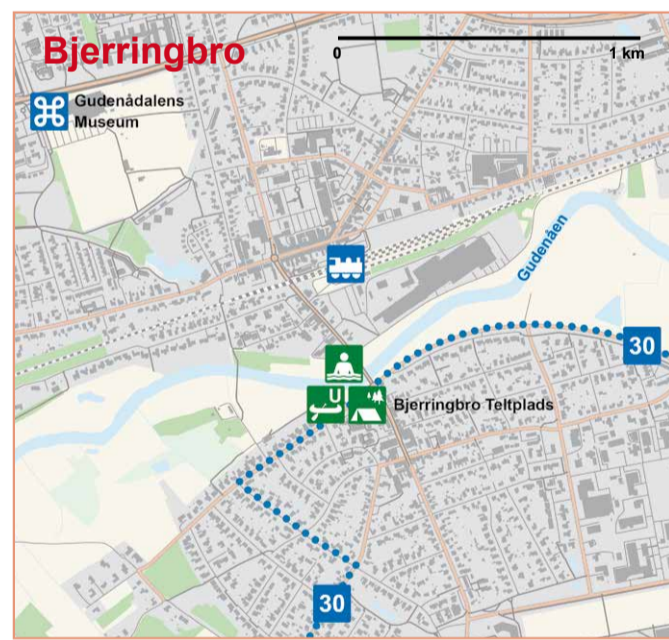 Bjerringbro
0
1 km
Gudenådalens
Museum
Gudenåen
30
U
Bjerringbro Teltplads
30